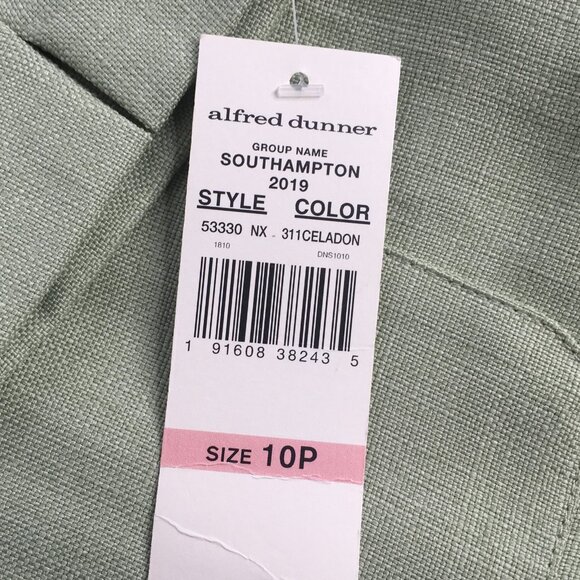 alfred dunner
GROUP NAME
SOUTHAMPTON
2019
STYLE COLOR
53330 NX - 311CELADON
1810 DNS1010
1 91608 38243 5
SIZE 10P